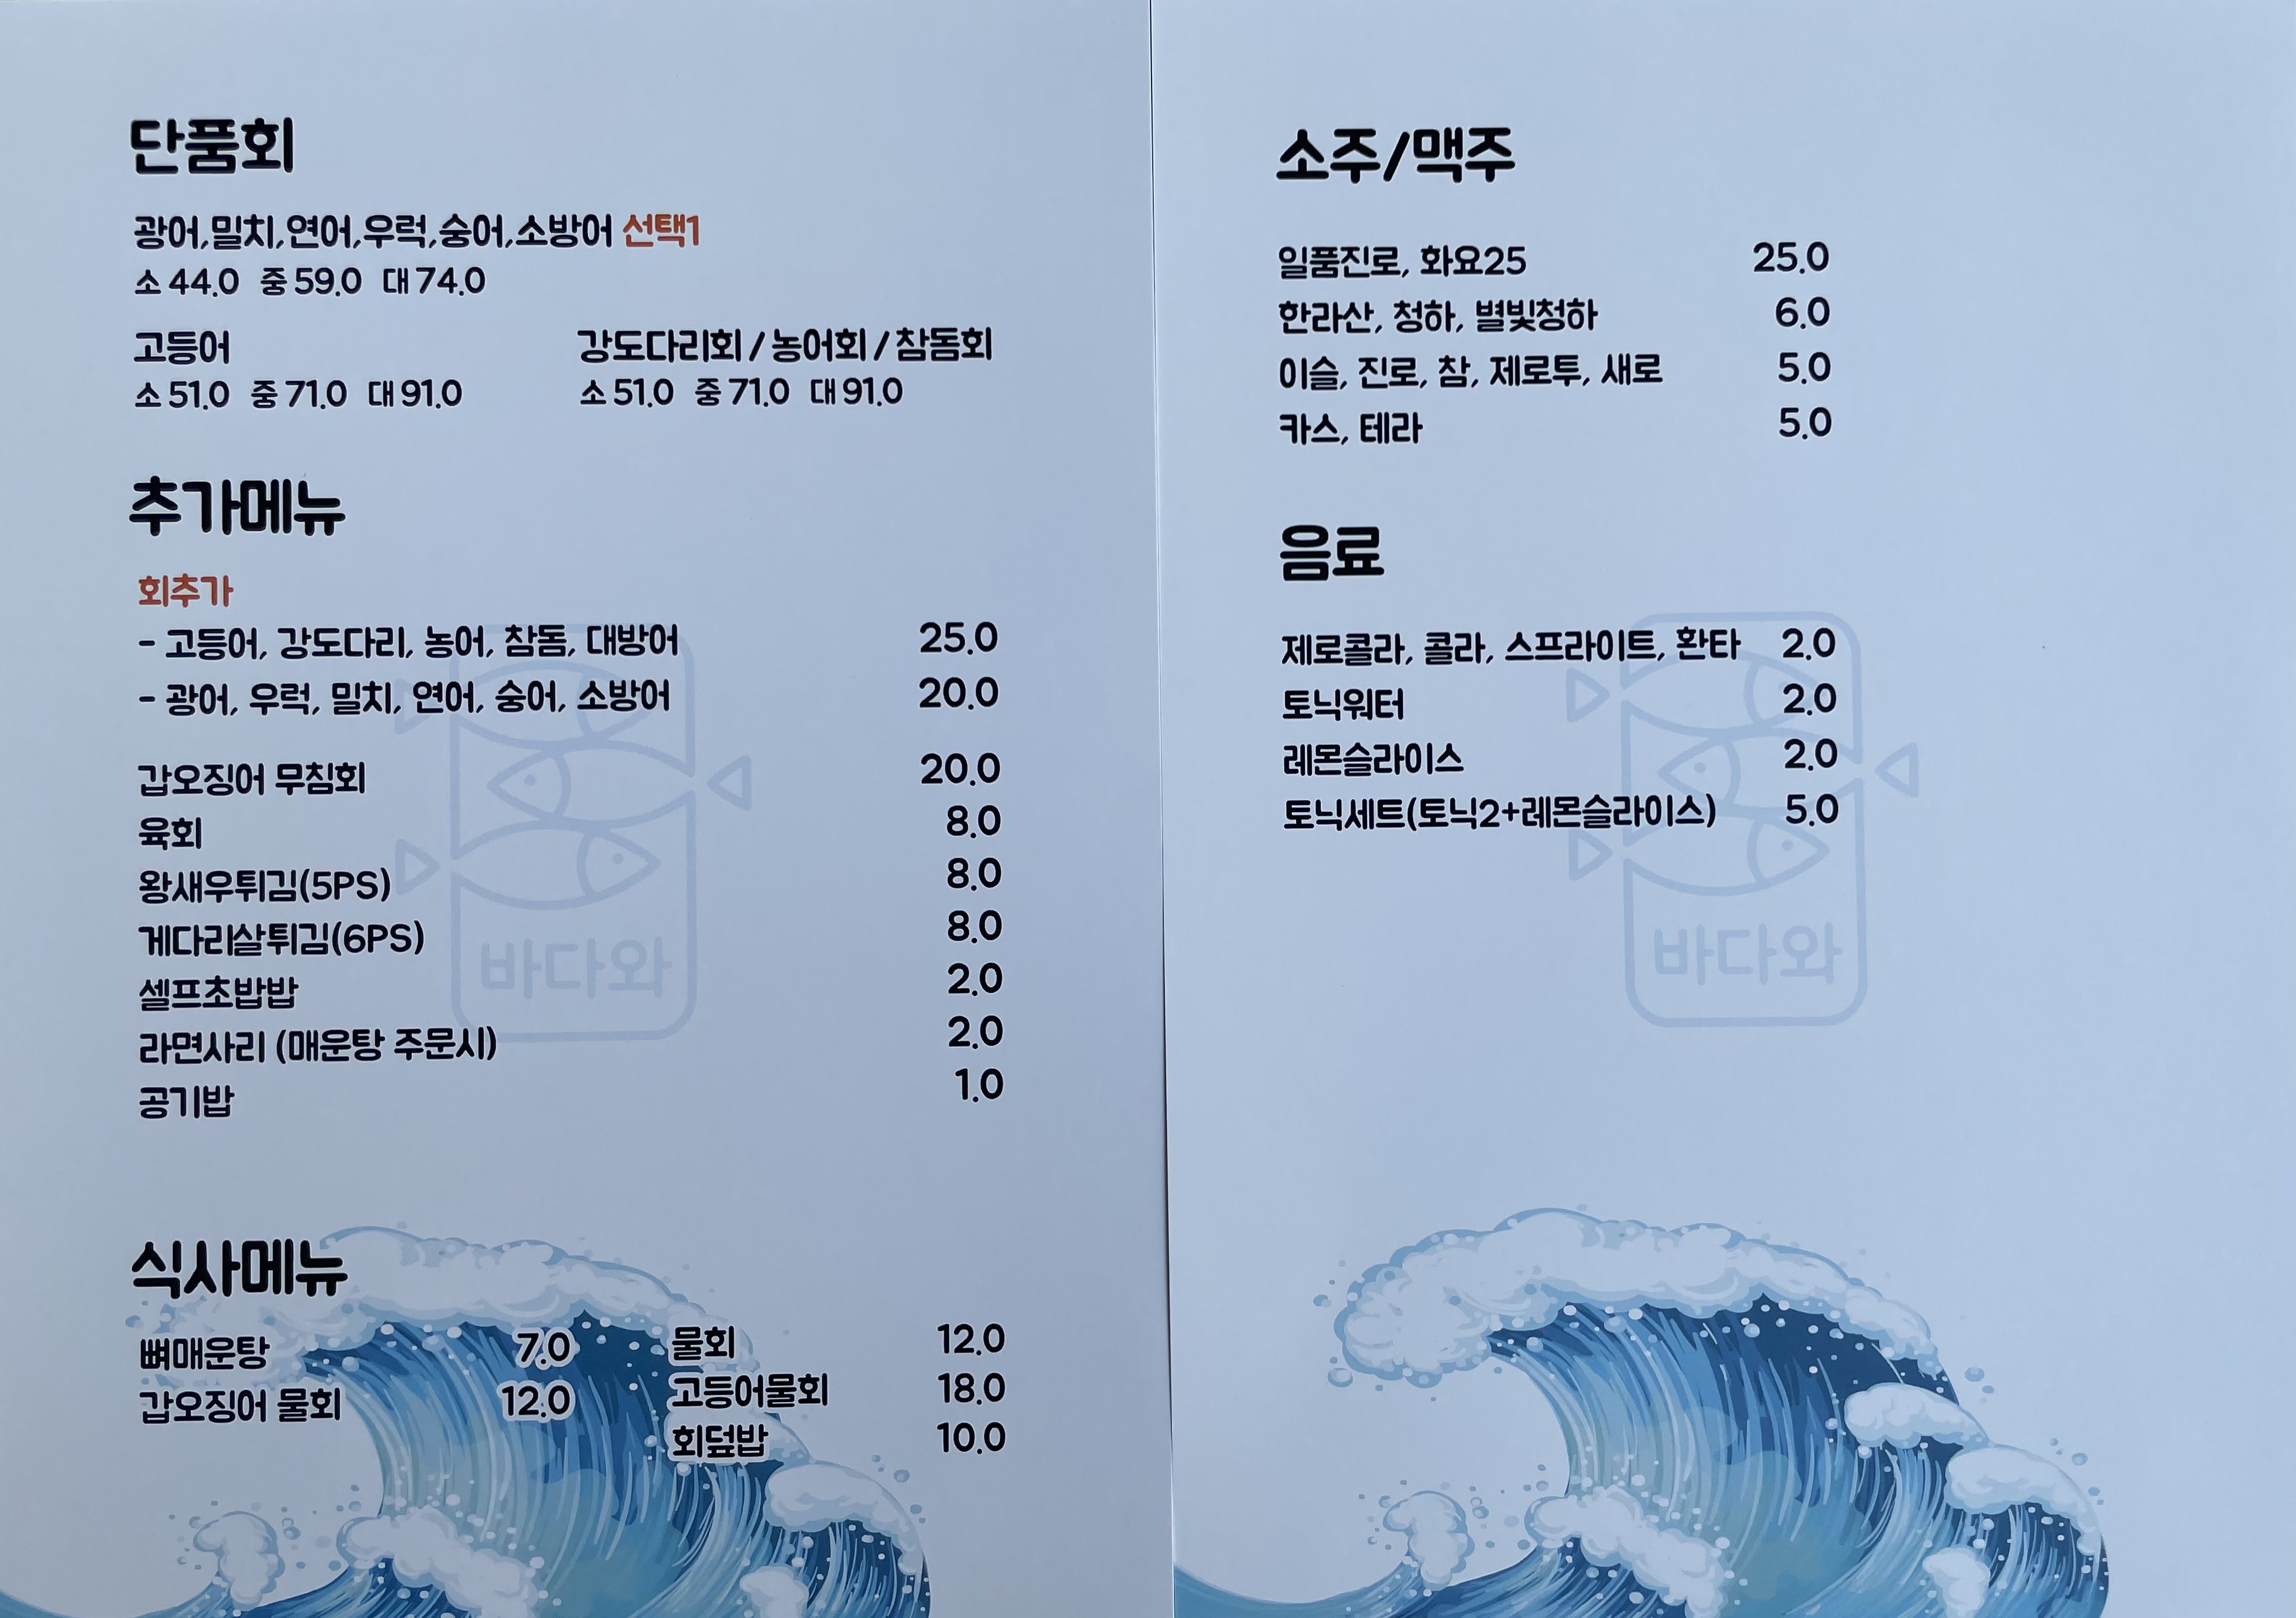 단품회
광어,밀치,연어,우럭,숭어,소방어 선택1
소 44.0 중 59.0 대 74.0
고등어
소 51.0 중 71.0 대 91.0
강도다리회 / 농어회 / 참돔회
소 51.0 중 71.0 대 91.0
추가메뉴
회추가
- 고등어, 강도다리, 농어, 참돔, 대방어 25.0
- 광어, 우럭, 밀치, 연어, 숭어, 소방어 20.0
갑오징어 무침회 20.0
육회 8.0
왕새우튀김(5PS) 8.0
게다리살튀김(6PS) 8.0
셀프초밥밥 2.0
라면사리 (매운탕 주문시) 2.0
공기밥 1.0
바다와
식사메뉴
뼈매운탕 7.0
갑오징어 물회 12.0
물회 12.0
고등어물회 18.0
회덮밥 10.0
소주/맥주
일품진로, 화요25 25.0
한라산, 청하, 별빛청하 6.0
이슬, 진로, 참, 제로투, 새로 5.0
카스, 테라 5.0
음료
제로콜라, 콜라, 스프라이트, 환타 2.0
토닉워터 2.0
레몬슬라이스 2.0
토닉세트(토닉2+레몬슬라이스) 5.0
바다와